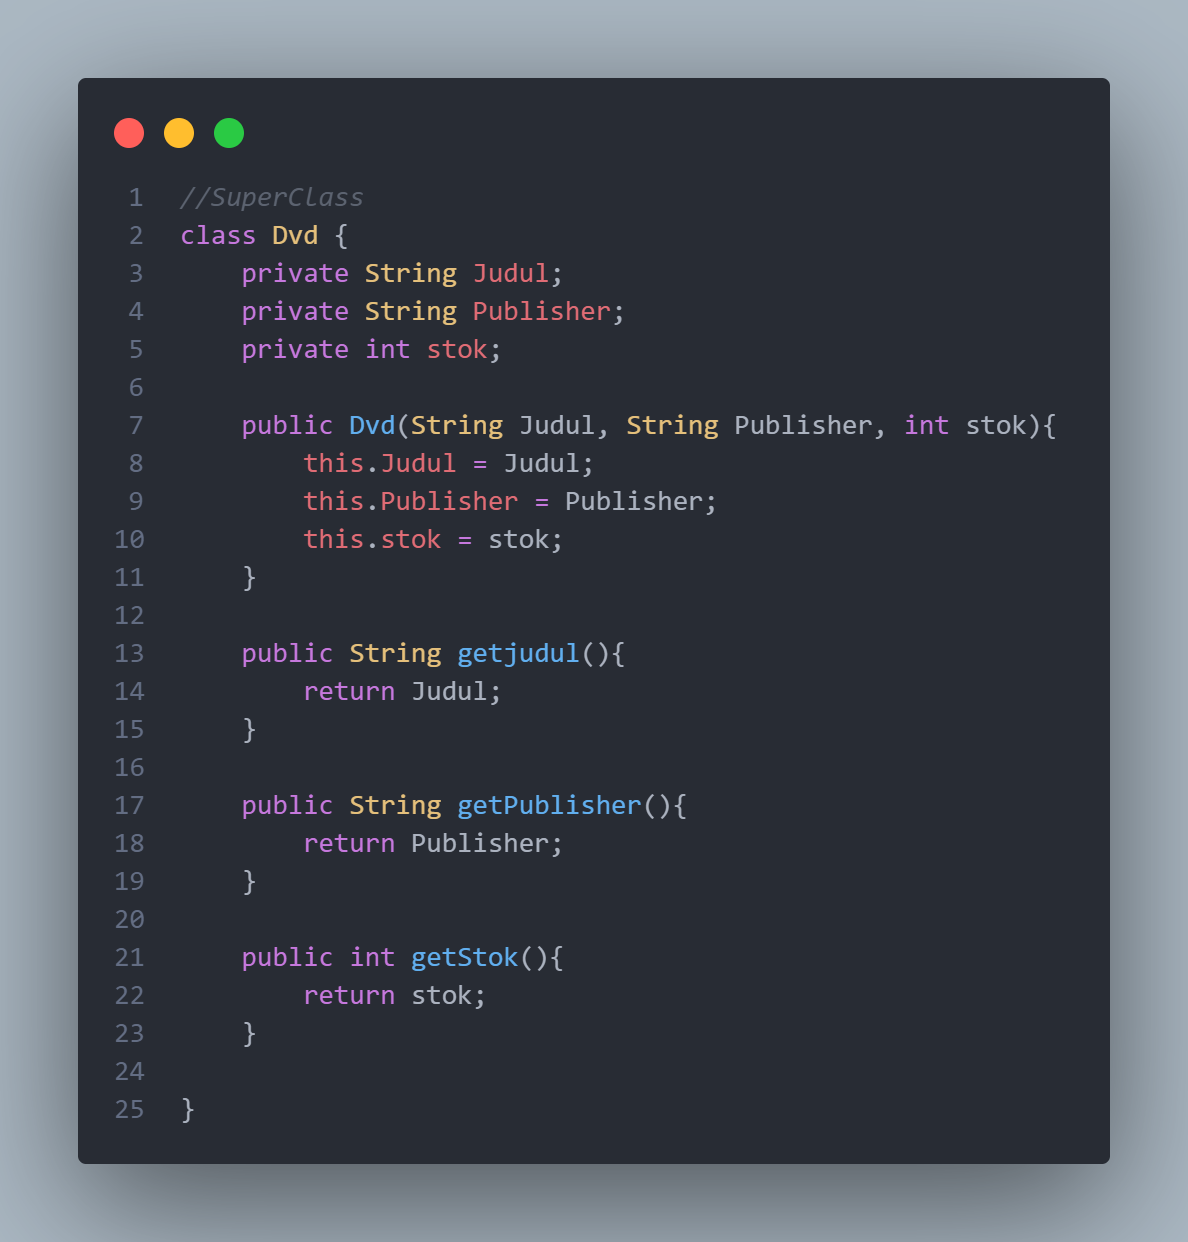 1 //SuperClass
2 class Dvd {
3     private String Judul;
4     private String Publisher;
5     private int stok;
6
7     public Dvd(String Judul, String Publisher, int stok){
8         this.Judul = Judul;
9         this.Publisher = Publisher;
10         this.stok = stok;
11     }
12
13     public String getjudul(){
14         return Judul;
15     }
16
17     public String getPublisher(){
18         return Publisher;
19     }
20
21     public int getStok(){
22         return stok;
23     }
24
25 }